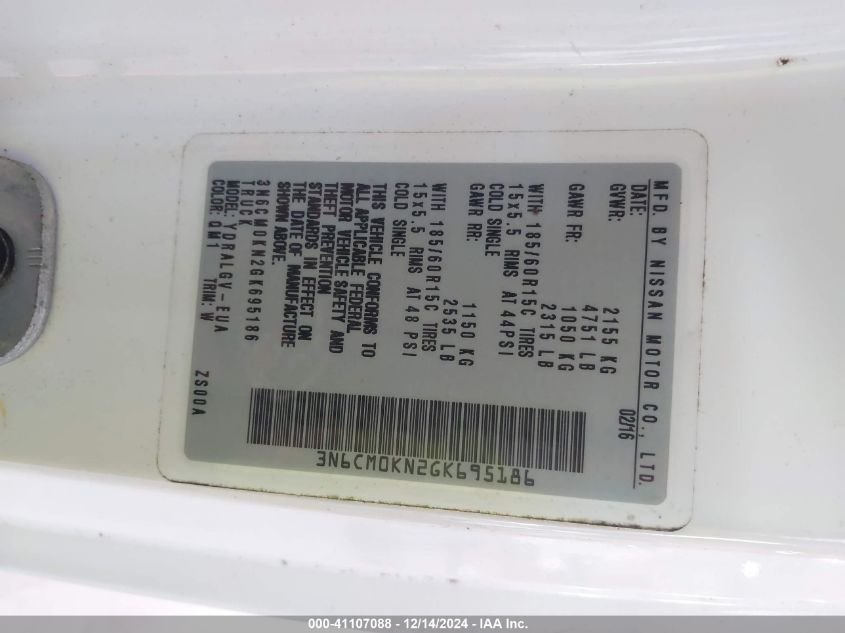 MFD. BY NISSAN MOTOR CO., LTD.
DATE: 02/16
GVWR: 2155 KG
4751 LB
GAWR FR: 1050 KG
2315 LB
WITH 185/60R15C TIRES
15x5.5 RIMS AT 44PSI
COLD SINGLE
GAWR RR: 1150 KG
2535 LB
WITH 185/60R15C TIRES
15x5.5 RIMS AT 48 PSI
COLD SINGLE
THIS VEHICLE CONFORMS TO
ALL APPLICABLE FEDERAL
MOTOR VEHICLE SAFETY AND
THEFT PREVENTION
STANDARDS IN EFFECT ON
THE DATE OF MANUFACTURE
SHOWN ABOVE.
3N6CM0KN2GK695186
TRUCK
MODEL: YDRALGV-EUA
COLOR: QM1 TRIM: W ZS00A
3N6CM0KN2GK695186
000-41107088 - 12/14/2024 - IAA Inc.